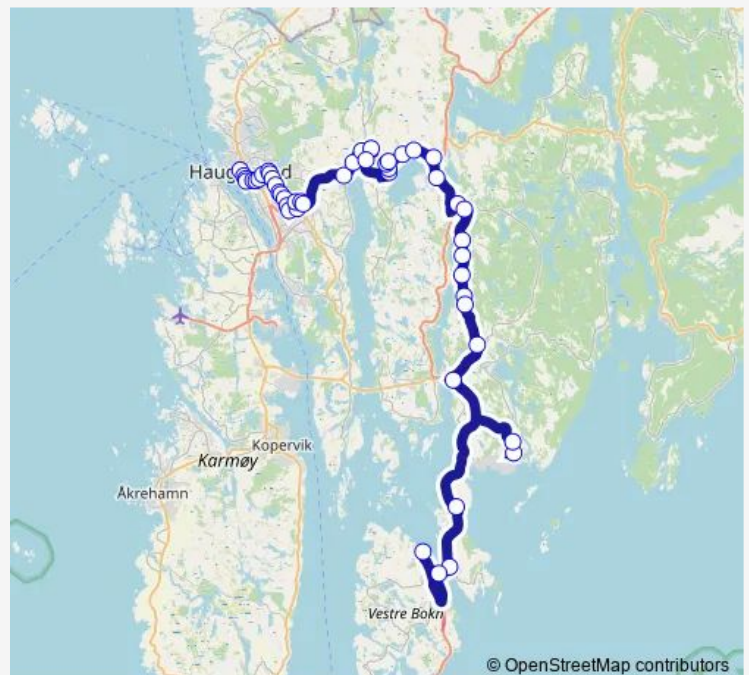 Haugesund
Kopervik
Karmøy
Åkrehamn
Vestre Bokn
© OpenStreetMap contributors